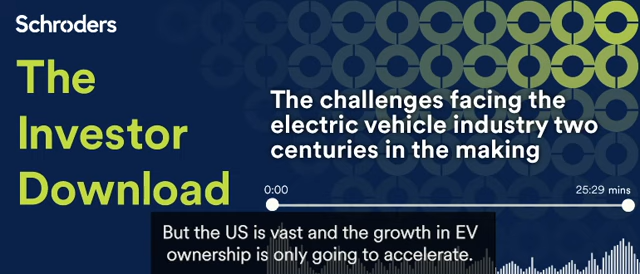 Schroders
The
Investor
Download
The challenges facing the
electric vehicle industry two
centuries in the making
0:00
25:29 mins
But the US is vast and the growth in EV
ownership is only going to accelerate.